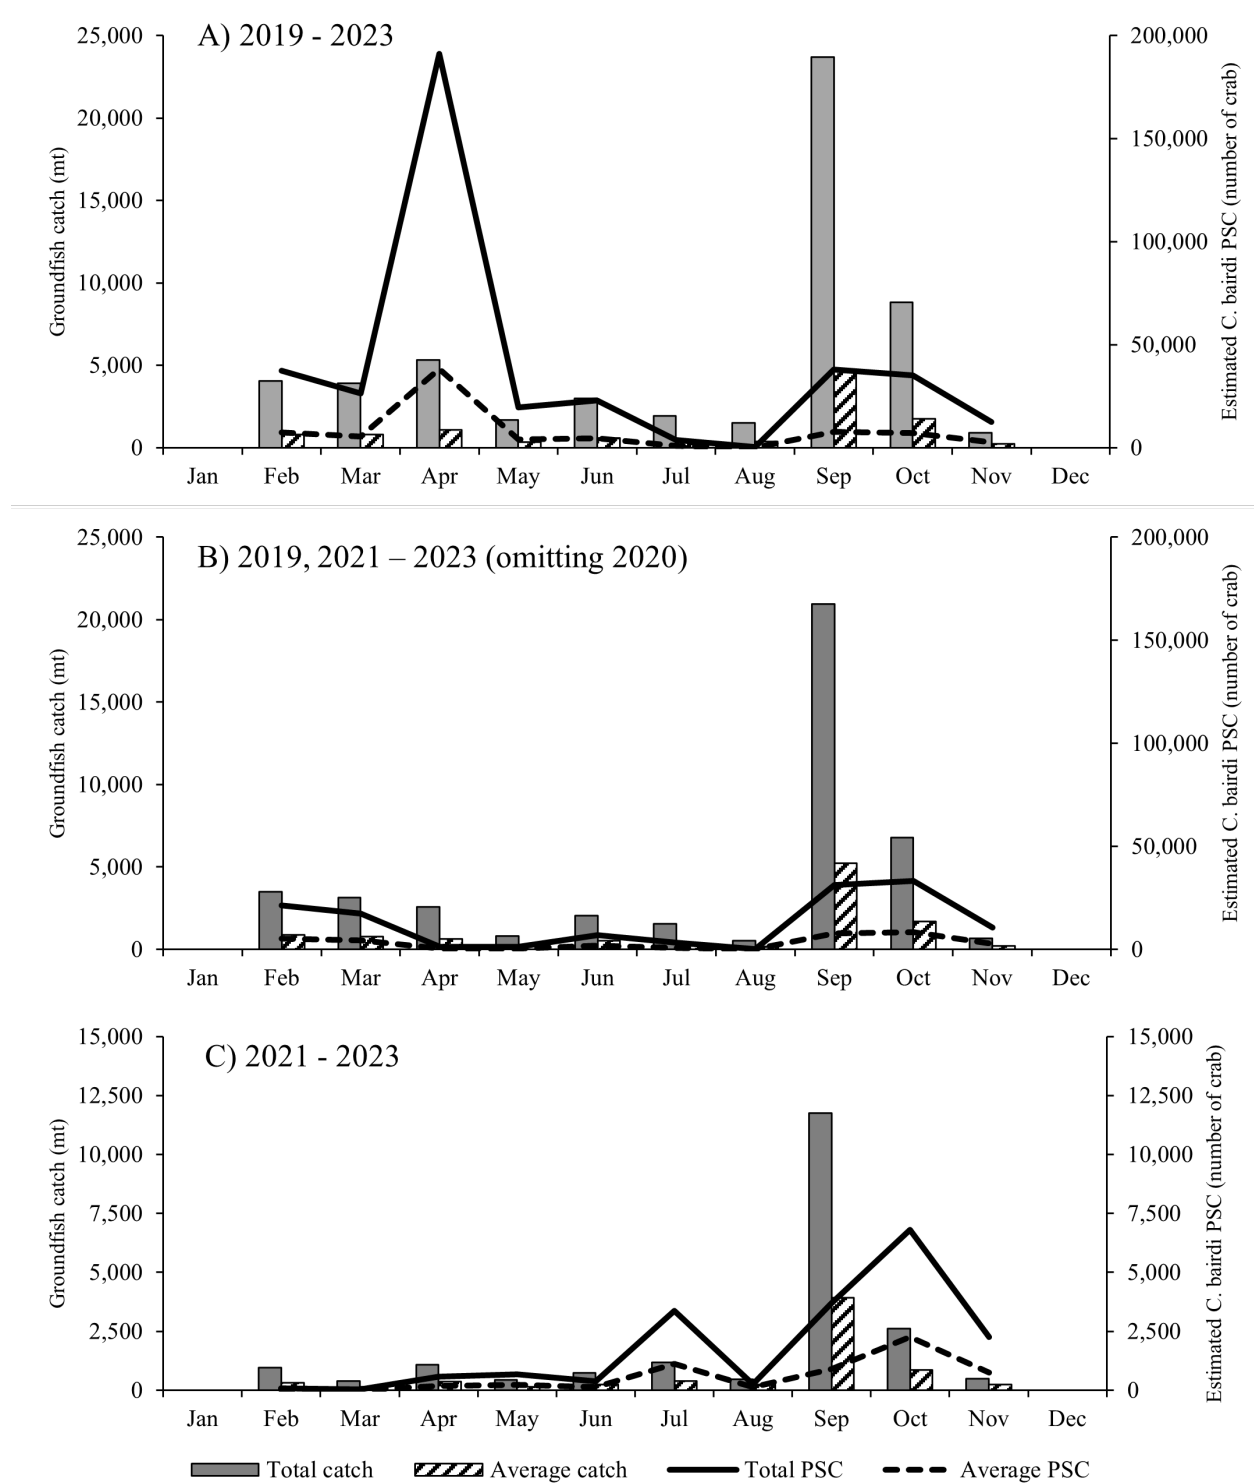 A) 2019 - 2023
25,000
20,000
15,000
10,000
5,000
0
Groundfish catch (mt)
200,000
150,000
100,000
50,000
0
Estimated C. bairdi PSC (number of crab)
Jan Feb Mar Apr May Jun Jul Aug Sep Oct Nov Dec
B) 2019, 2021 – 2023 (omitting 2020)
25,000
20,000
15,000
10,000
5,000
0
Groundfish catch (mt)
200,000
150,000
100,000
50,000
0
Estimated C. bairdi PSC (number of crab)
Jan Feb Mar Apr May Jun Jul Aug Sep Oct Nov Dec
C) 2021 - 2023
15,000
12,500
10,000
7,500
5,000
2,500
0
Groundfish catch (mt)
15,000
12,500
10,000
7,500
5,000
2,500
0
Estimated C. bairdi PSC (number of crab)
Jan Feb Mar Apr May Jun Jul Aug Sep Oct Nov Dec
Total catch Average catch Total PSC Average PSC